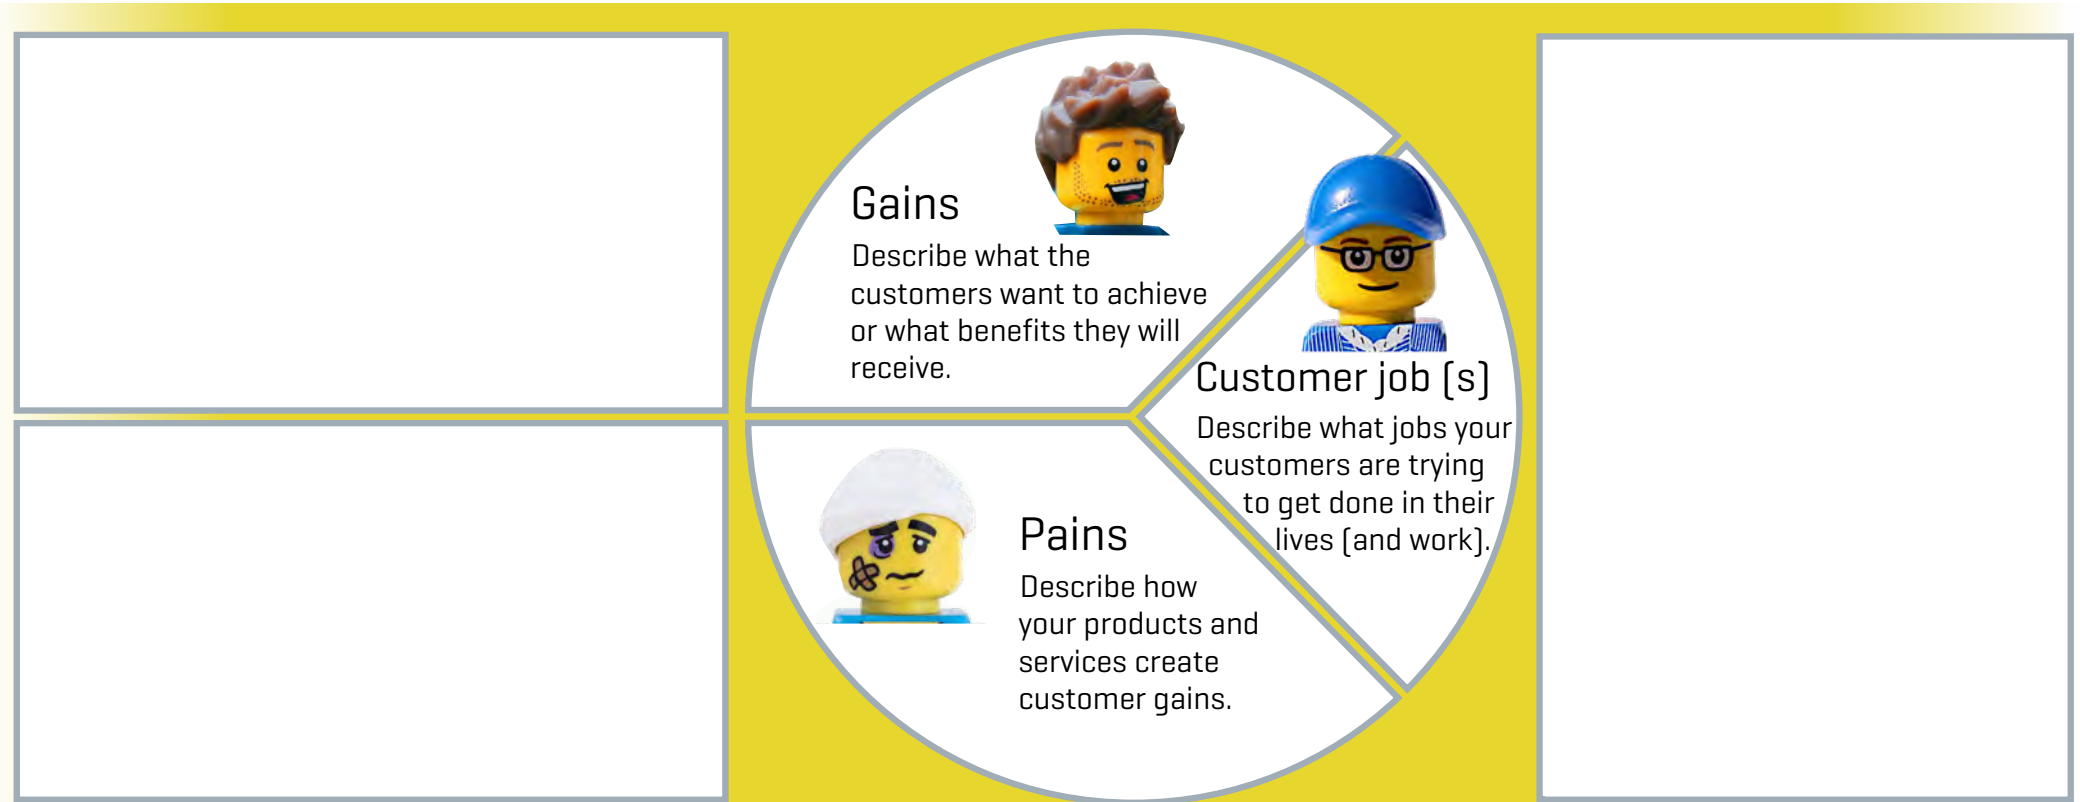 Gains
Describe what the
customers want to achieve
or what benefits they will
receive.
Customer job (s)
Describe what jobs your
customers are trying
to get done in their
lives (and work).
Pains
Describe how
your products and
services create
customer gains.